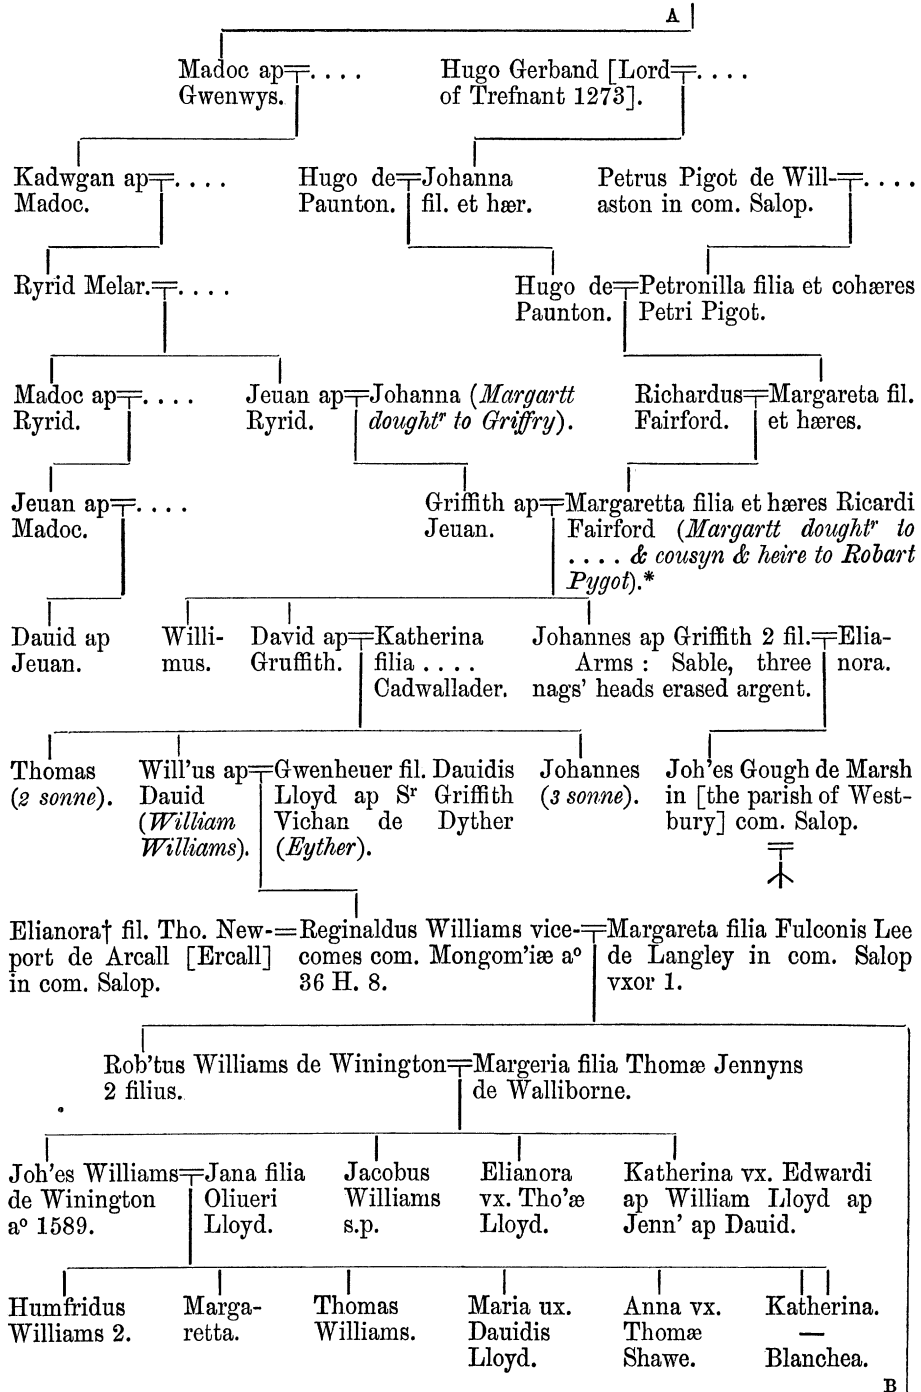 A
Madoc ap=. . . .
Gwenwys.
Hugo Gerband [Lord=. . . .
of Trefnant 1273].
Kadwgan ap=. . . .
Madoc.
Hugo de=Johanna
Paunton. fil. et hær.
Petrus Pigot de Will-=. . . .
aston in com. Salop.
Ryrid Melar.=. . . .
Hugo de=Petronilla filia et cohæres
Paunton. Petri Pigot.
Madoc ap=. . . .
Ryrid.
Jeuan ap=Johanna (Margartt
Ryrid. doughtʳ to Griffry).
Richardus=Margareta fil.
Fairford. et hæres.
Jeuan ap=. . . .
Madoc.
Griffith ap=Margaretta filia et hæres Ricardi
Jeuan. Fairford (Margartt doughtʳ to
. . . . & cousyn & heire to Robart
Pygot).*
Dauid ap
Jeuan.
Willi-
mus.
David ap=Katherina
Gruffith. filia . . . .
Cadwallader.
Johannes ap Griffith 2 fil.=Elia-
Arms : Sable, three nora.
nags' heads erased argent.
Thomas
(2 sonne).
Will'us ap=Gwenheuer fil. Dauidis
Dauid Lloyd ap Sʳ Griffith
(William Vichan de Dyther
Williams). (Eyther).
Johannes
(3 sonne).
Joh'es Gough de Marsh
in [the parish of West-
bury] com. Salop.
Elianora† fil. Tho. New-=Reginaldus Williams vice-=Margareta filia Fulconis Lee
port de Arcall [Ercall] comes com. Mongom'iæ aº de Langley in com. Salop
in com. Salop. 36 H. 8. vxor 1.
Rob'tus Williams de Winington=Margeria filia Thomæ Jennyns
2 filius. de Walliborne.
Joh'es Williams=Jana filia
de Winington Oliueri
aº 1589. Lloyd.
Jacobus
Williams
s.p.
Elianora
vx. Tho'æ
Lloyd.
Katherina vx. Edwardi
ap William Lloyd ap
Jenn' ap Dauid.
Humfridus
Williams 2.
Marga-
retta.
Thomas
Williams.
Maria ux.
Dauidis
Lloyd.
Anna vx.
Thomæ
Shawe.
Katherina.
—
Blanchea.
B